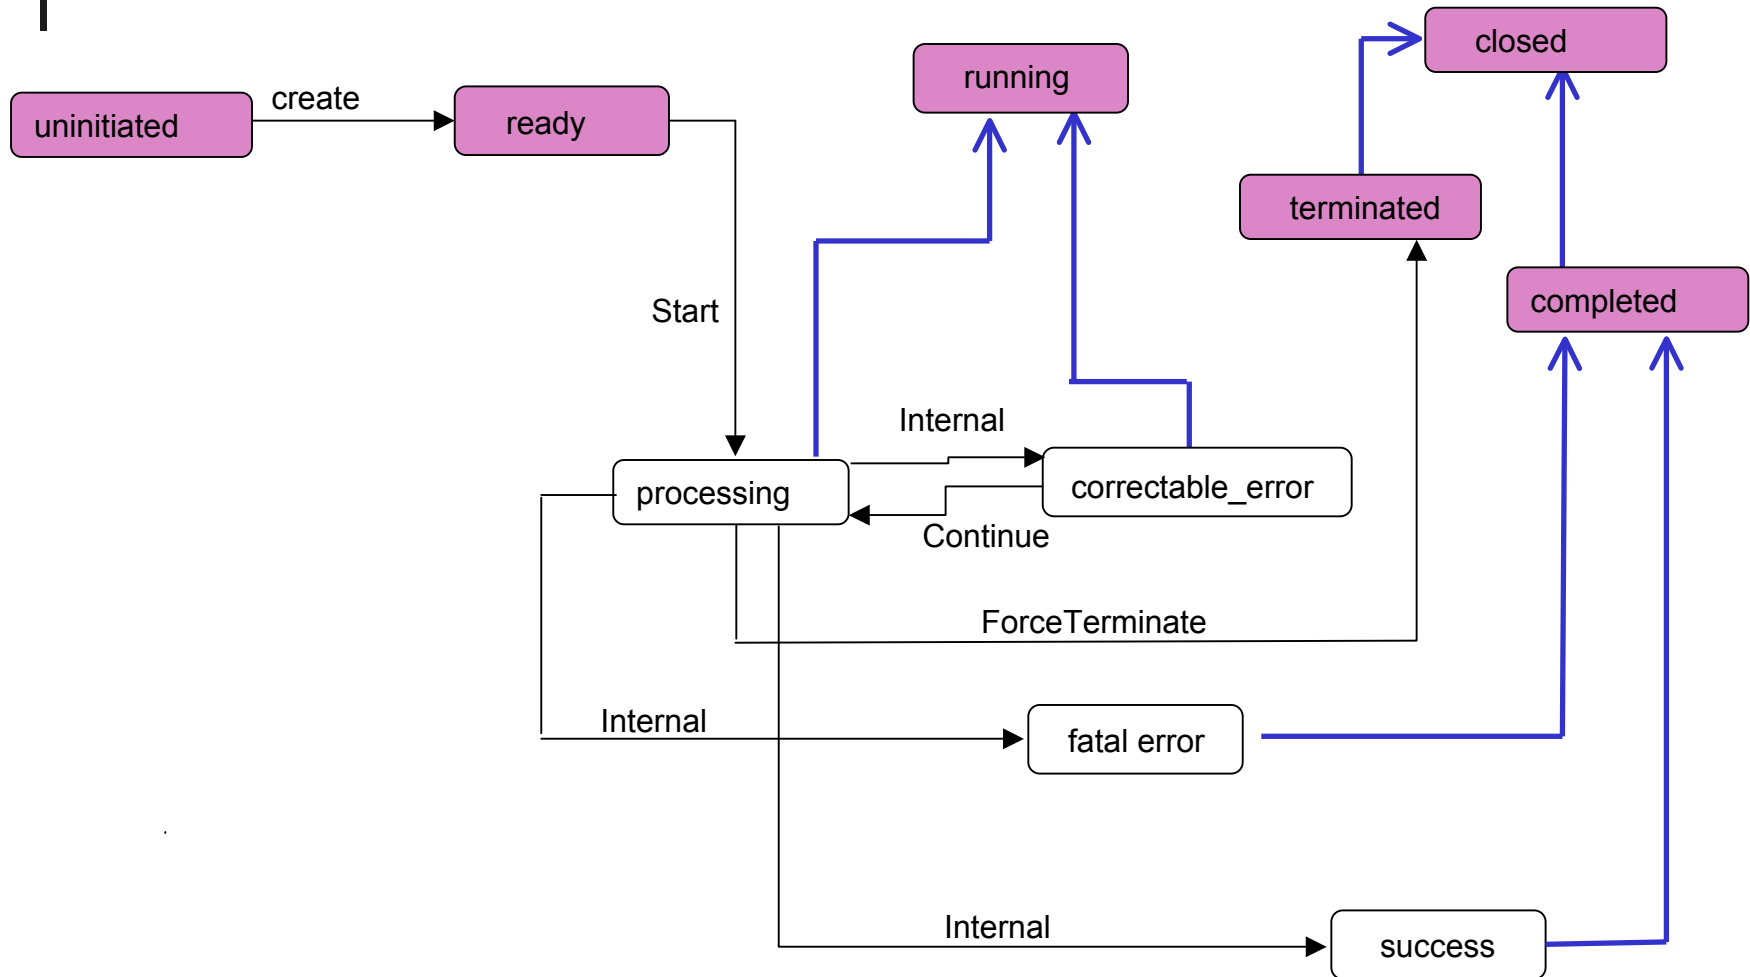 closed
running
create
uninitiated
ready
terminated
completed
Start
Internal
processing
correctable_error
Continue
ForceTerminate
Internal
fatal error
Internal
success